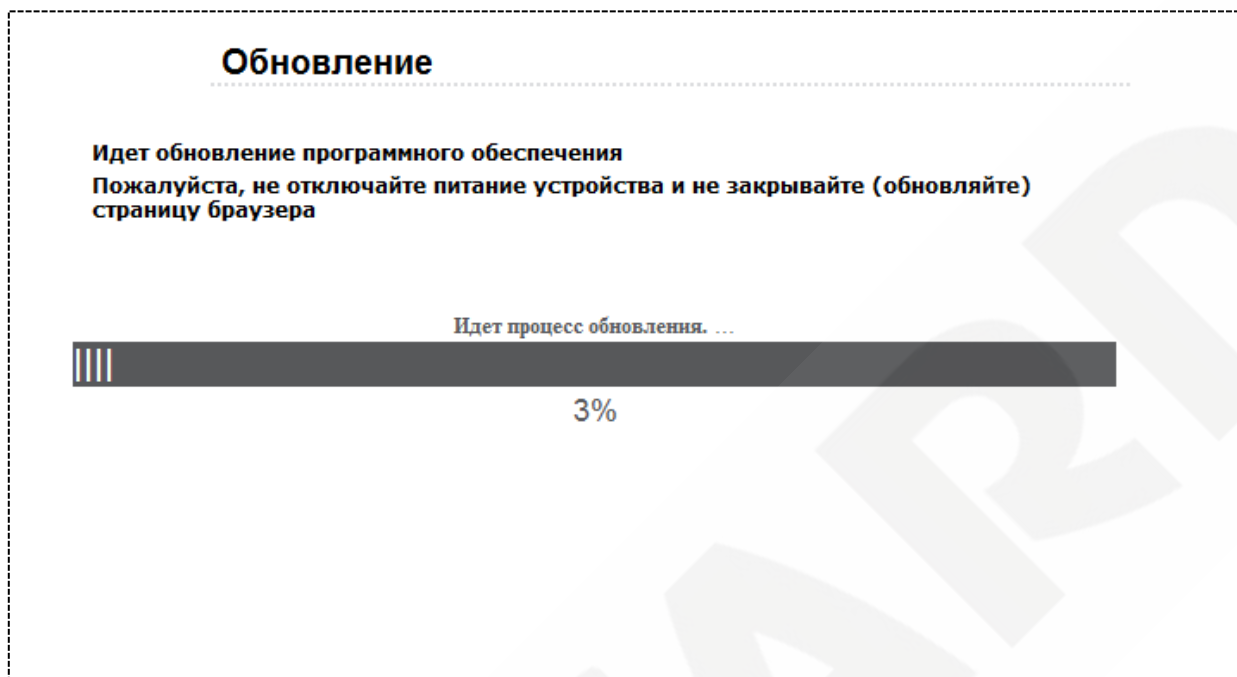 Обновление
Идет обновление программного обеспечения
Пожалуйста, не отключайте питание устройства и не закрывайте (обновляйте)
страницу браузера
Идет процесс обновления. ...
3%